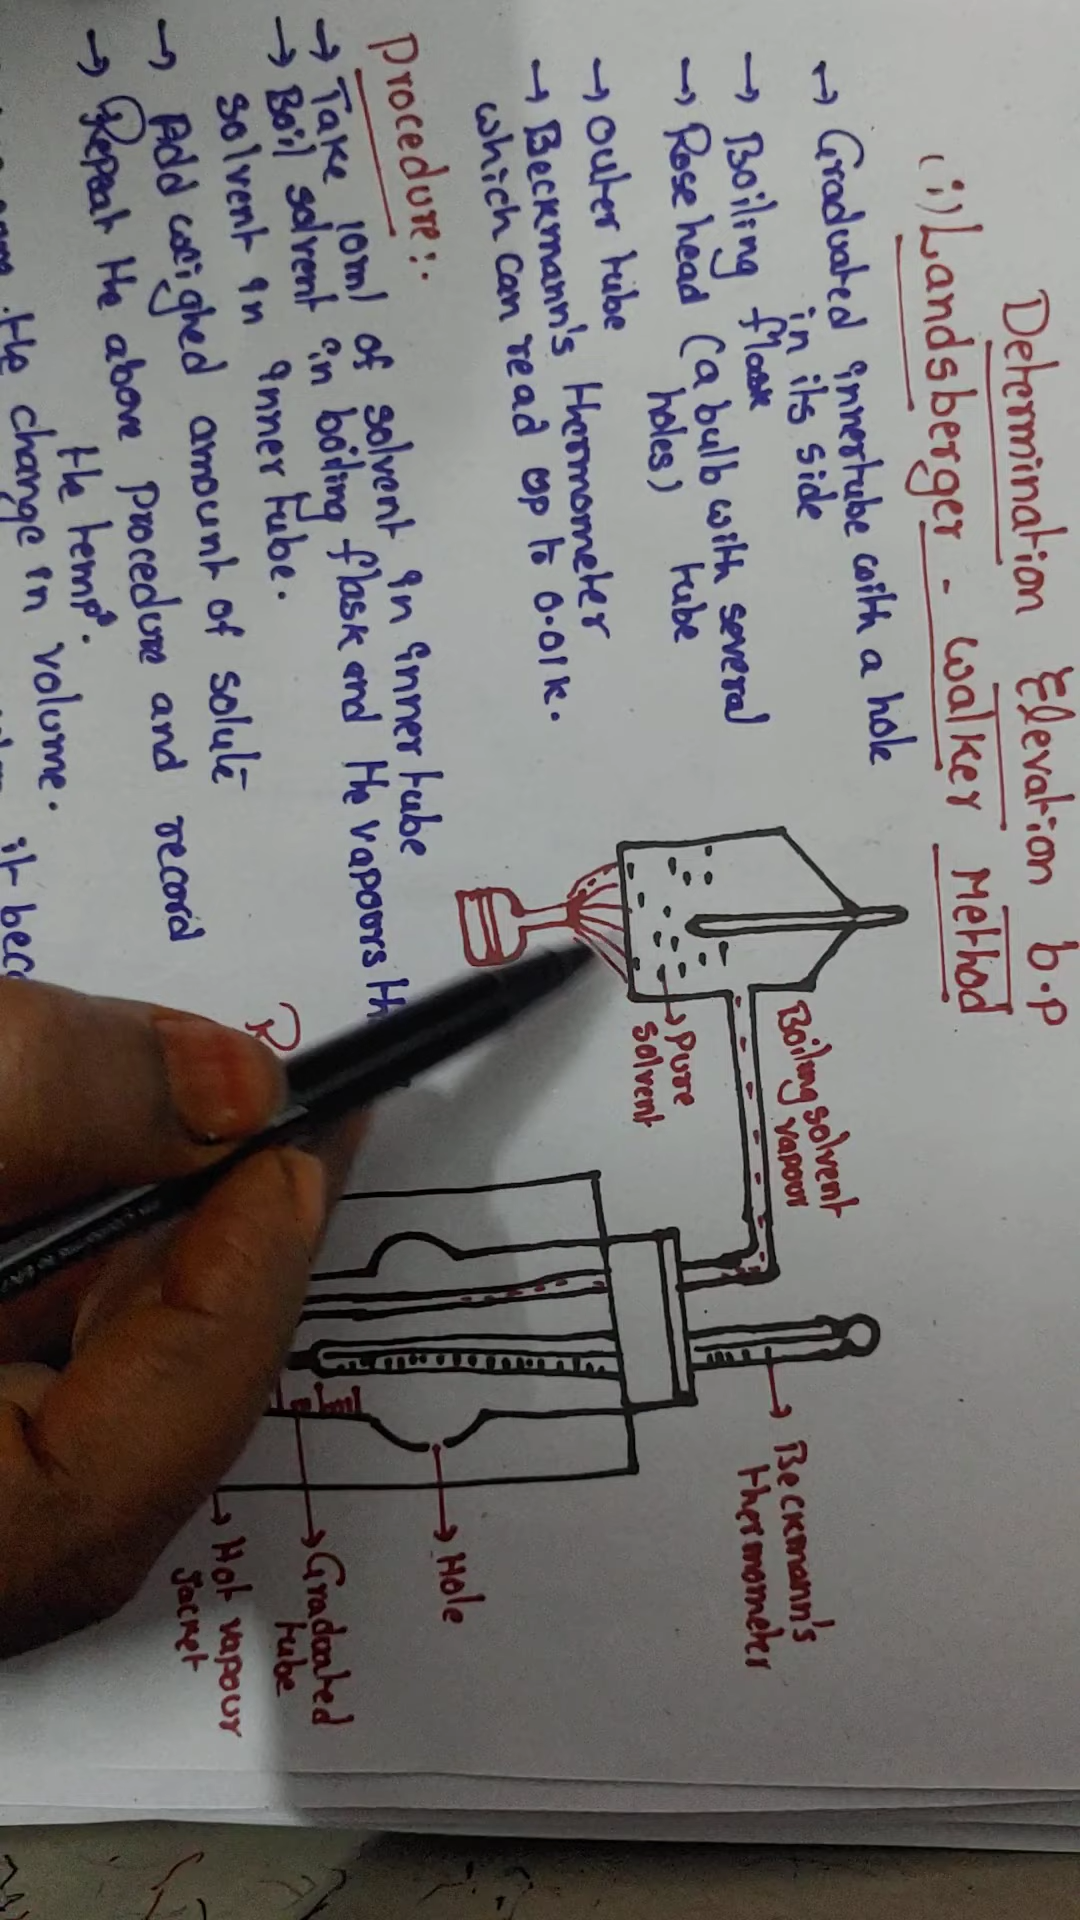 Determination Elevation b.p
(i) Landsberger - Walker Method
→ Graduated innertube with a hole
in its side
→ Boiling flask
→ Rose head (a bulb with several
holes) tube
→ Outer tube
→ Beckmann's thermometer
which can read up to 0.01K.
Procedure:-
→ Take 10ml of solvent in inner tube
→ Boil solvent in boiling flask and the vapours
solvent in inner tube.
→ Add weighed amount of solute
→ Repeat the above procedure and record
the temp.
the change in volume.
it
Boiling solvent
vapour
→ Pure
solvent
→ Beckmann's
thermometer
→ Hole
→ Graduated
tube
→ Hot vapour
Jacket